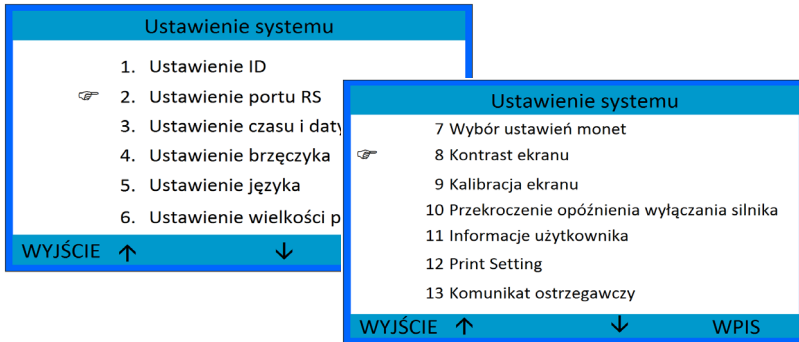 Ustawienie systemu
1. Ustawienie ID
2. Ustawienie portu RS
3. Ustawienie czasu i daty
4. Ustawienie brzęczyka
5. Ustawienie języka
6. Ustawienie wielkości p
WYJŚCIE ↑ ↓
Ustawienie systemu
7 Wybór ustawień monet
8 Kontrast ekranu
9 Kalibracja ekranu
10 Przekroczenie opóźnienia wyłączania silnika
11 Informacje użytkownika
12 Print Setting
13 Komunikat ostrzegawczy
WYJŚCIE ↑ ↓ WPIS